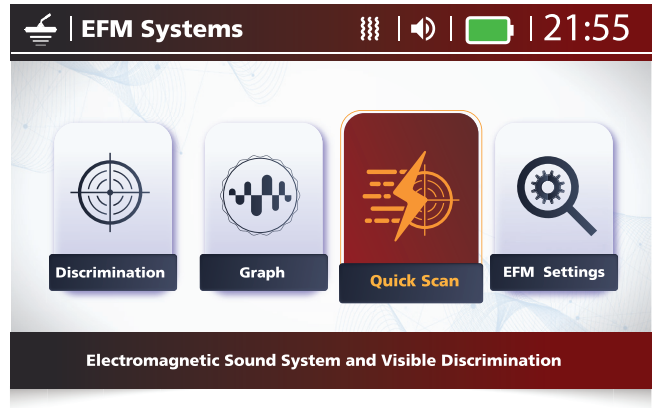 EFM Systems
21:55
Discrimination
Graph
Quick Scan
EFM Settings
Electromagnetic Sound System and Visible Discrimination